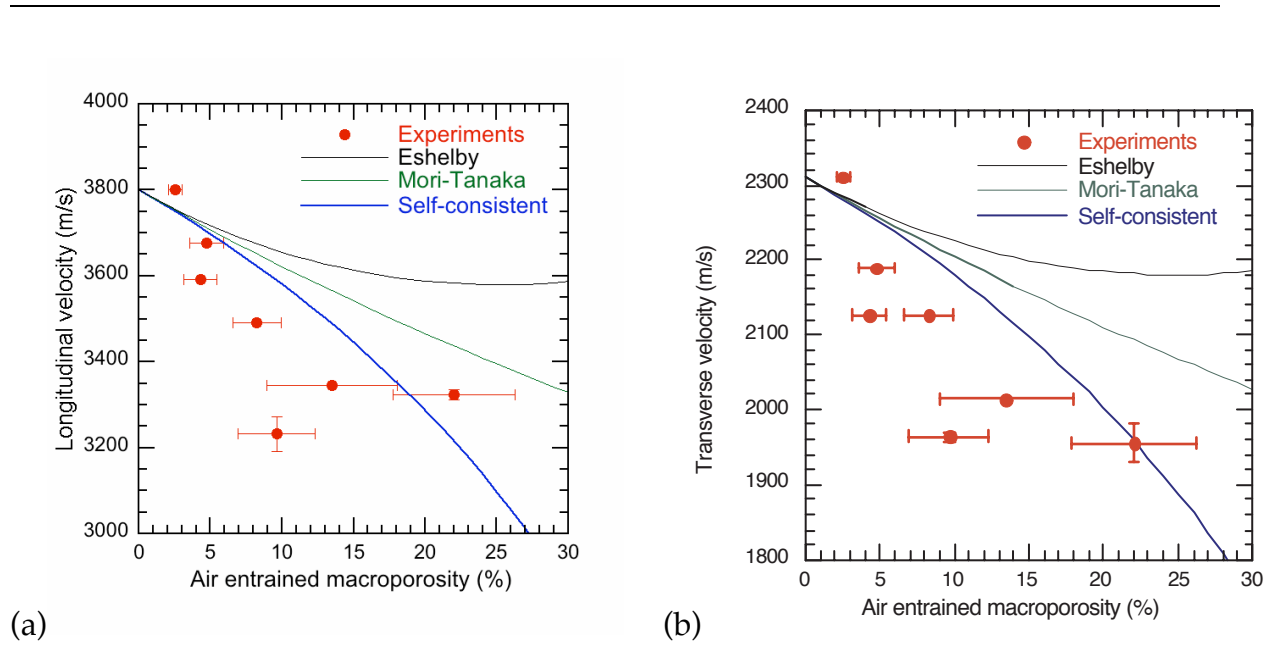 4000
3800
3600
3400
3200
3000
Longitudinal velocity (m/s)
Experiments
Eshelby
Mori-Tanaka
Self-consistent
0 5 10 15 20 25 30
Air entrained macroporosity (%)
(a)
2400
2300
2200
2100
2000
1900
1800
Transverse velocity (m/s)
Experiments
Eshelby
Mori-Tanaka
Self-consistent
0 5 10 15 20 25 30
Air entrained macroporosity (%)
(b)